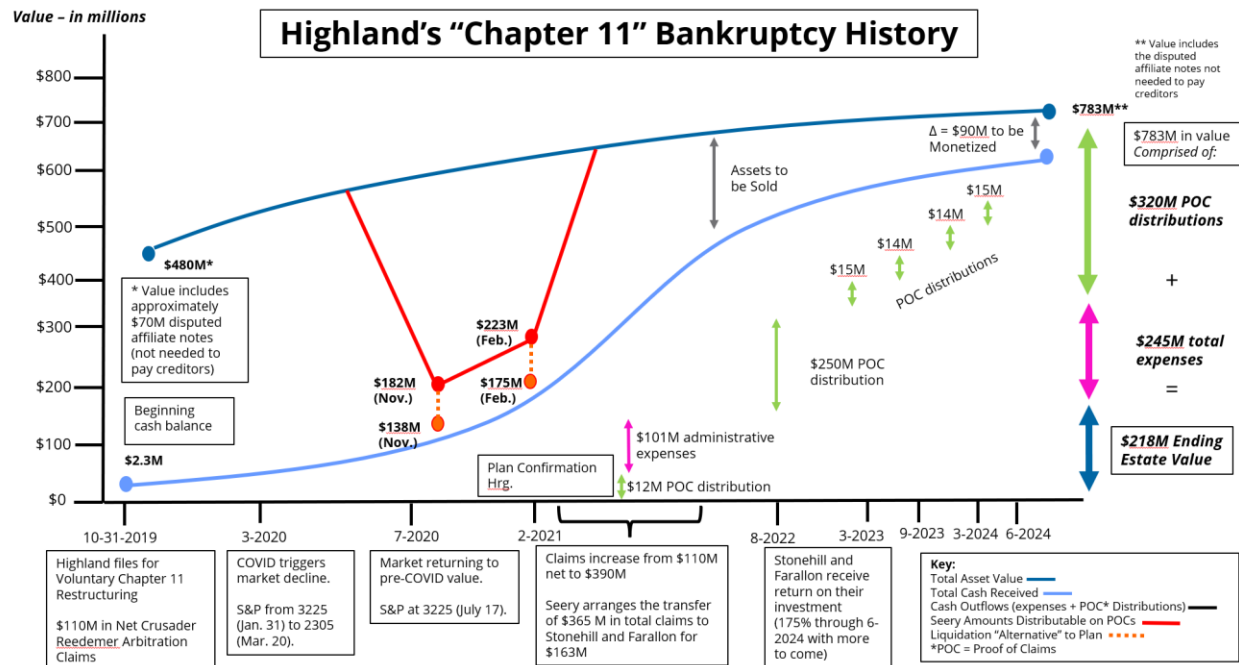 Value – in millions
Highland's “Chapter 11” Bankruptcy History
** Value includes
the disputed
affiliate notes not
needed to pay
creditors
$800
$700
$600
$500
$400
$300
$200
$100
$0
$783M**
$783M in value
Comprised of:
$320M POC
distributions
+
$245M total
expenses
=
$218M Ending
Estate Value
Δ = $90M to be
Monetized
Assets to
be Sold
$480M*
* Value includes
approximately
$70M disputed
affiliate notes
(not needed to
pay creditors)
Beginning
cash balance
$2.3M
$182M
(Nov.)
$138M
(Nov.)
$223M
(Feb.)
$175M
(Feb.)
Plan Confirmation
Hrg.
$101M administrative
expenses
$12M POC distribution
$250M POC
distribution
$15M
$14M
$14M
$15M
POC distributions
10-31-2019
3-2020
7-2020
2-2021
8-2022
3-2023
9-2023
3-2024
6-2024
Highland files for
Voluntary Chapter 11
Restructuring
$110M in Net Crusader
Reedemer Arbitration
Claims
COVID triggers
market decline.
S&P from 3225
(Jan. 31) to 2305
(Mar. 20).
Market returning to
pre-COVID value.
S&P at 3225 (July 17).
Claims increase from $110M
net to $390M
Seery arranges the transfer
of $365 M in total claims to
Stonehill and Farallon for
$163M
Stonehill and
Farallon receive
return on their
investment
(175% through 6-
2024 with more
to come)
Key:
Total Asset Value
Total Cash Received
Cash Outflows (expenses + POC* Distributions)
Seery Amounts Distributable on POCs
Liquidation “Alternative” to Plan
*POC = Proof of Claims